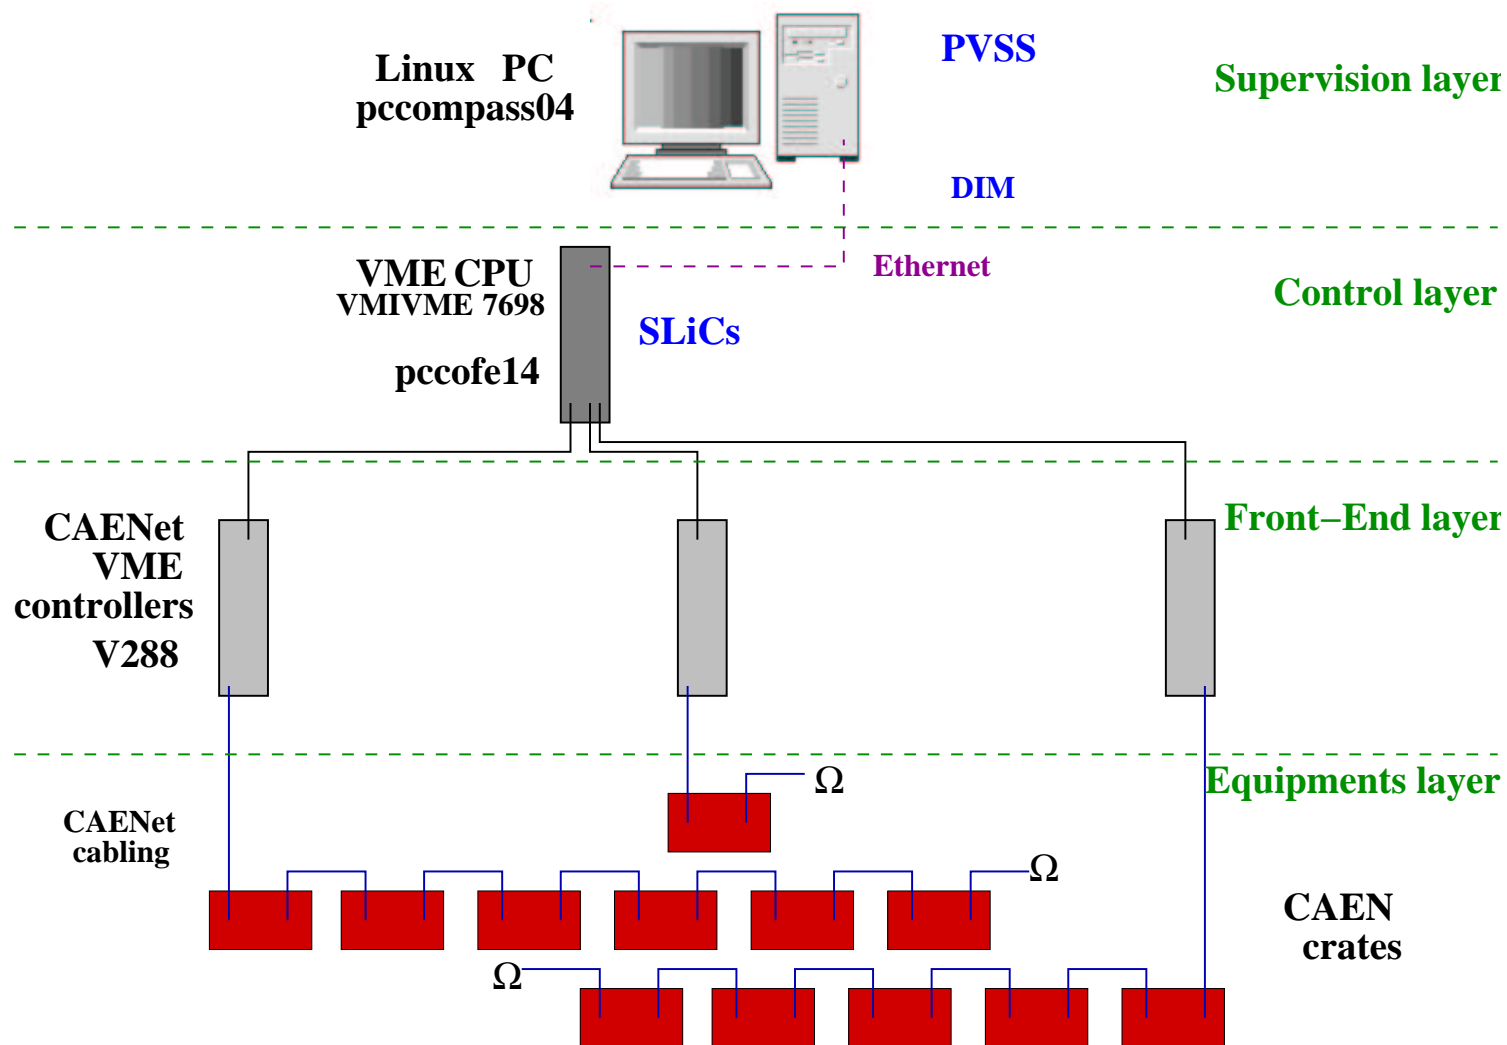 PVSS
Linux PC
pccompass04
Supervision layer
DIM
VME CPU
VMIVME 7698
Ethernet
Control layer
SLiCs
pccofe14
CAENet
VME
controllers
V288
Front−End layer
Equipments layer
Ω
CAENet
cabling
Ω
CAEN
crates
Ω